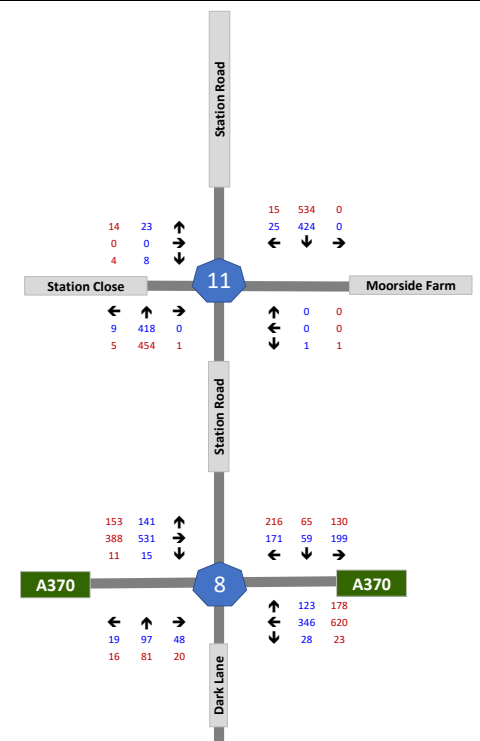 Station Road
15 534 0
25 424 0
← ↓ →
14 23 ↑
0 0 →
4 8 ↓
11
Station Close
Moorside Farm
← ↑ →
9 418 0
5 454 1
↑ 0 0
← 0 0
↓ 1 1
Station Road
153 141 ↑
388 531 →
11 15 ↓
216 65 130
171 59 199
← ↓ →
A370
8
A370
← ↑ →
19 97 48
16 81 20
↑ 123 178
← 346 620
↓ 28 23
Dark Lane